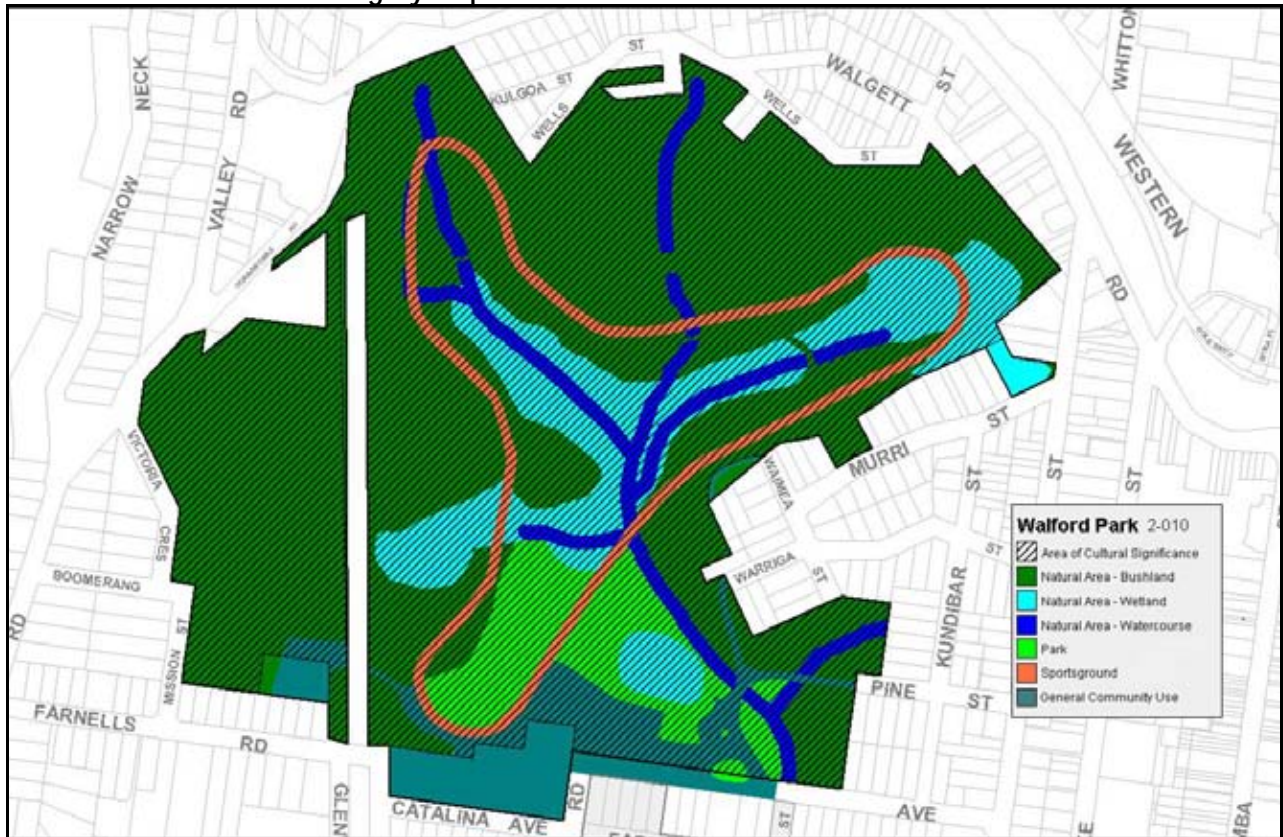 NARROW
NECK
VALLEY
RD
KULGOA
ST
ST
WELLS
WELLS
ST
WALGETT
ST
WESTERN
RD
WHITTON
VICTORIA
CRES
BOOMERANG
MISSION
ST
RD
FARNELLS
RD
GLEN
CATALINA
AVE
RD
ST
AVE
WAIMEA
WARRIGA
ST
MURRI
ST
ST
ST
ST
ST
KUNDIBAR
PINE
ST
Walford Park 2-010
Area of Cultural Significance
Natural Area - Bushland
Natural Area - Wetland
Natural Area - Watercourse
Park
Sportsground
General Community Use